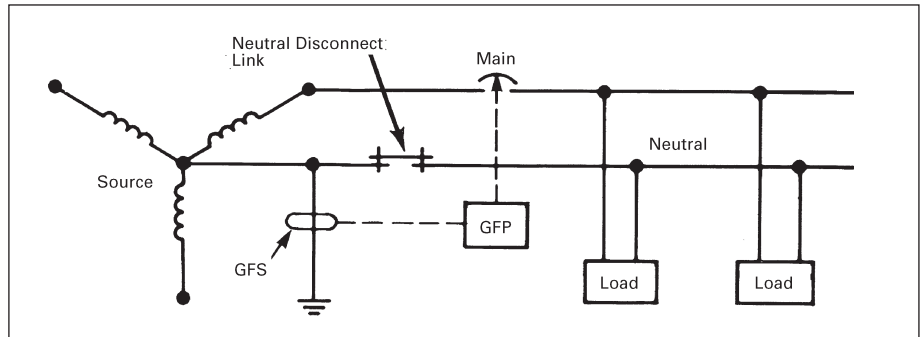 Neutral Disconnect
Link
Main
Neutral
Source
GFP
GFS
Load
Load